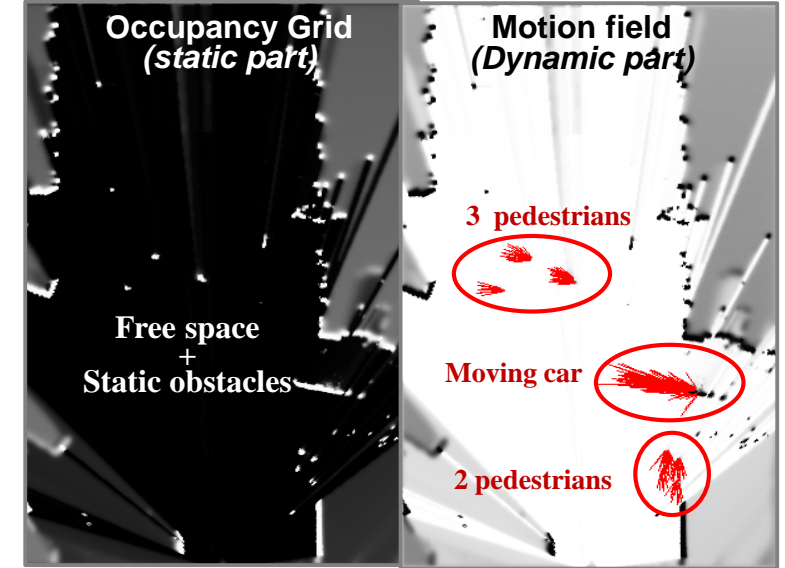 Occupancy Grid
(static part)
Free space
+
Static obstacles
Motion field
(Dynamic part)
3 pedestrians
Moving car
2 pedestrians